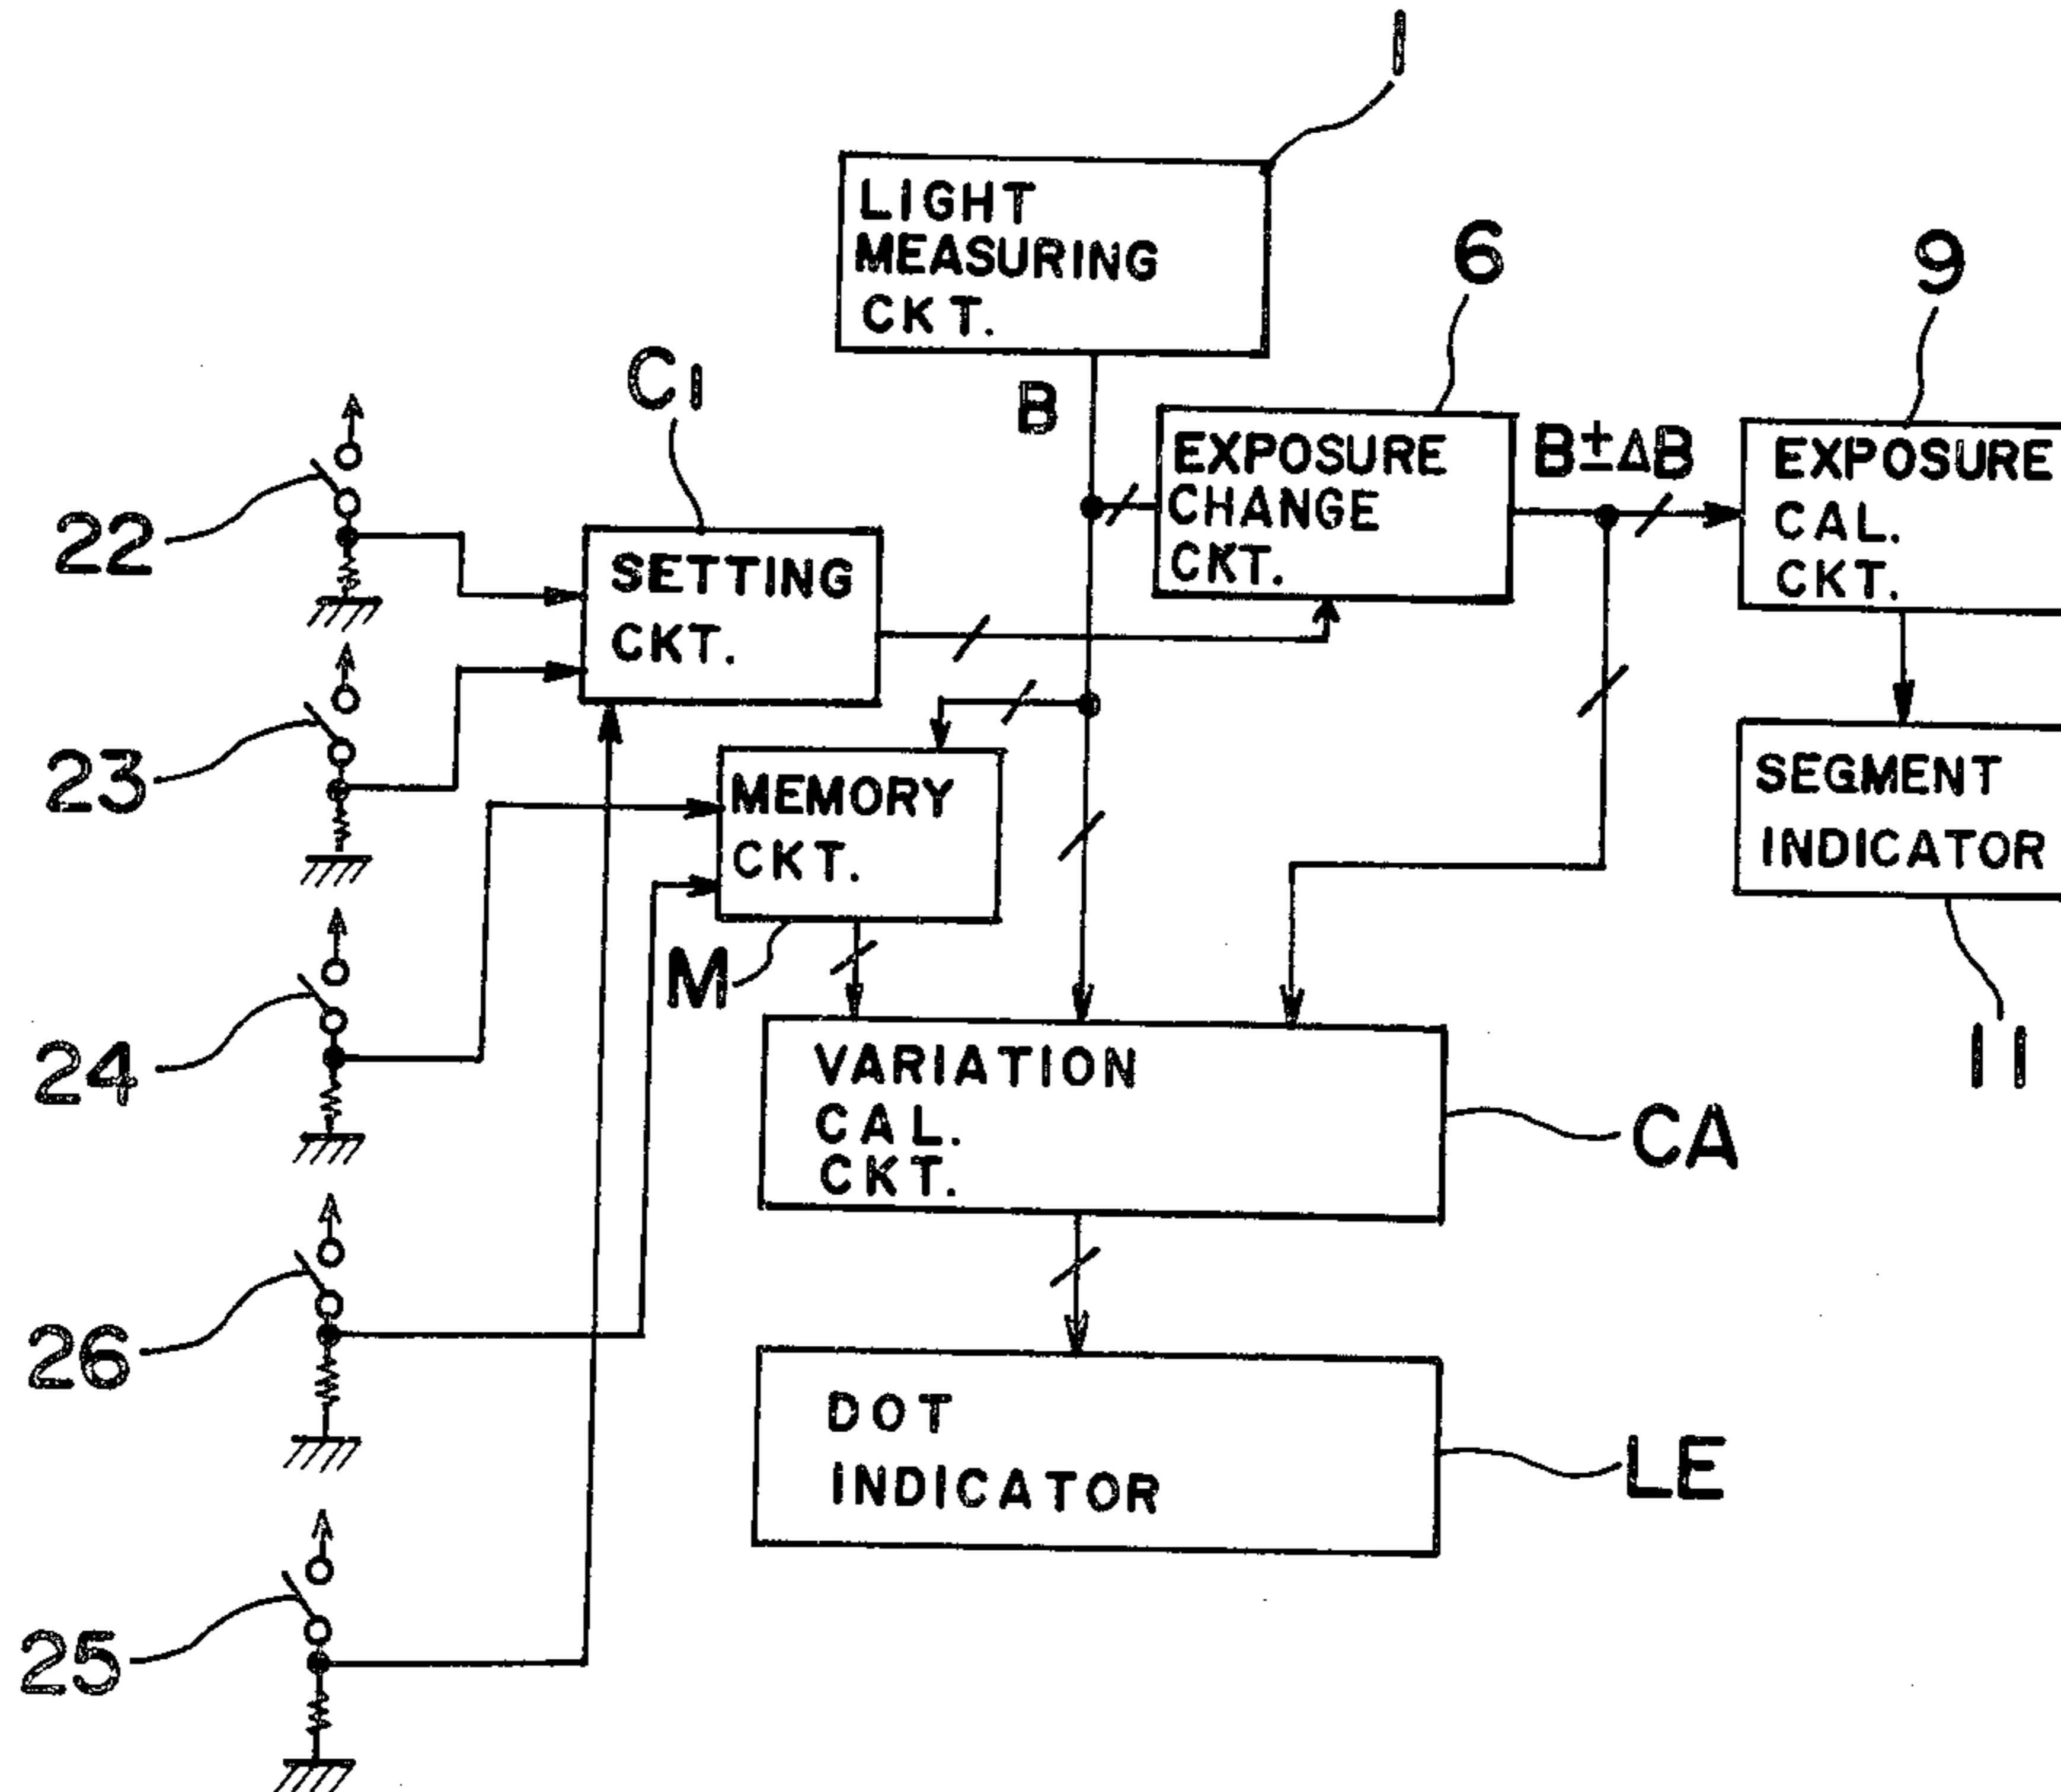 1
LIGHT
MEASURING
CKT.
6
9
C1
B
EXPOSURE
CHANGE
CKT.
B±ΔB
EXPOSURE
CAL.
CKT.
22
SETTING
CKT.
23
MEMORY
CKT.
SEGMENT
INDICATOR
M
24
VARIATION
CAL.
CKT.
CA
11
26
DOT
INDICATOR
LE
25